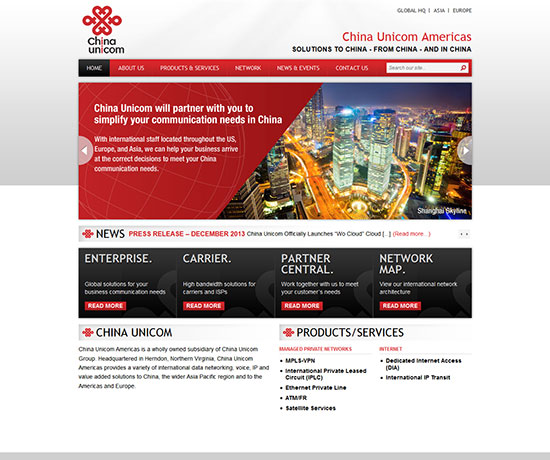 GLOBAL HQ | ASIA | EUROPE
China
unicom
China Unicom Americas
SOLUTIONS TO CHINA - FROM CHINA - AND IN CHINA
HOME ABOUT US PRODUCTS & SERVICES NETWORK NEWS & EVENTS CONTACT US Search our site...
China Unicom will partner with you to
simplify your communication needs in China
With International staff located throughout the US,
Europe, and Asia, we can help your business arrive
at the correct decisions to meet your China
communication needs.
Shanghai Skyline
NEWS PRESS RELEASE – DECEMBER 2013 China Unicom Officially Launches "Wo Cloud" Cloud [...] (Read more...)
ENTERPRISE.
Global solutions for your
business communication needs
READ MORE
CARRIER.
High bandwidth solutions for
carriers and ISPs
READ MORE
PARTNER
CENTRAL.
Work together with us to meet
your customer's needs
READ MORE
NETWORK
MAP.
View our international network
architecture
READ MORE
CHINA UNICOM
China Unicom Americas is a wholly owned subsidiary of China Unicom
Group. Headquartered in Herndon, Northern Virginia, China Unicom
Americas provides a variety of international data networking, voice, IP and
value added solutions to China, the wider Asia Pacific region and to the
Americas and Europe.
PRODUCTS/SERVICES
MANAGED PRIVATE NETWORKS
MPLS-VPN
International Private Leased
Circuit (IPLC)
Ethernet Private Line
ATM/FR
Satellite Services
INTERNET
Dedicated Internet Access
(DIA)
International IP Transit